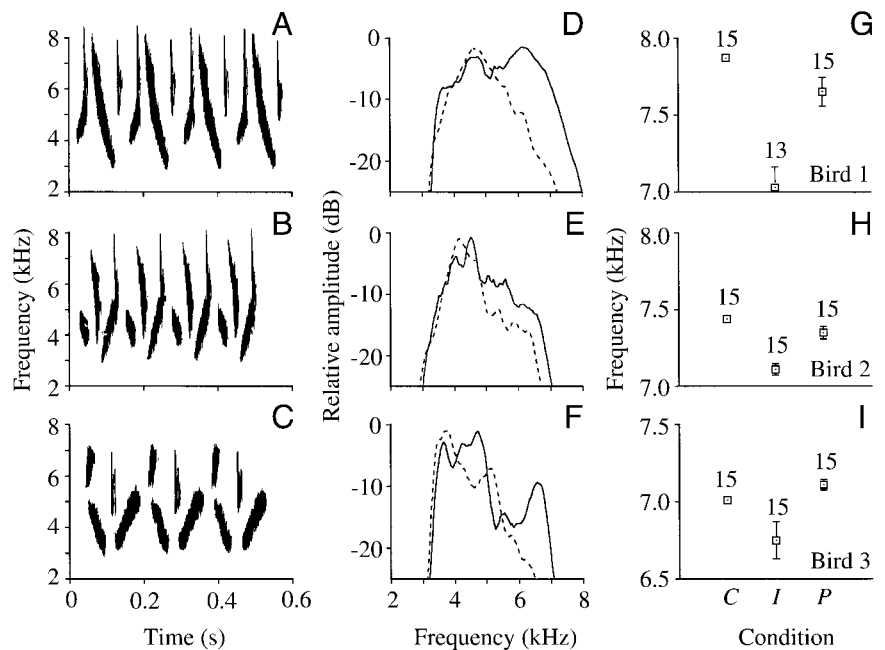 A
8
6
4
2
B
8
6
4
2
C
8
6
4
2
0
0.2
0.4
0.6
Frequency (kHz)
Time (s)
D
0
-10
-20
E
0
-10
-20
F
0
-10
-20
2
4
6
8
Relative amplitude (dB)
Frequency (kHz)
G
8.0
7.5
7.0
15
13
15
Bird 1
H
8.0
7.5
7.0
15
15
15
Bird 2
I
7.5
7.0
6.5
15
15
15
Bird 3
C
I
P
Frequency (kHz)
Condition